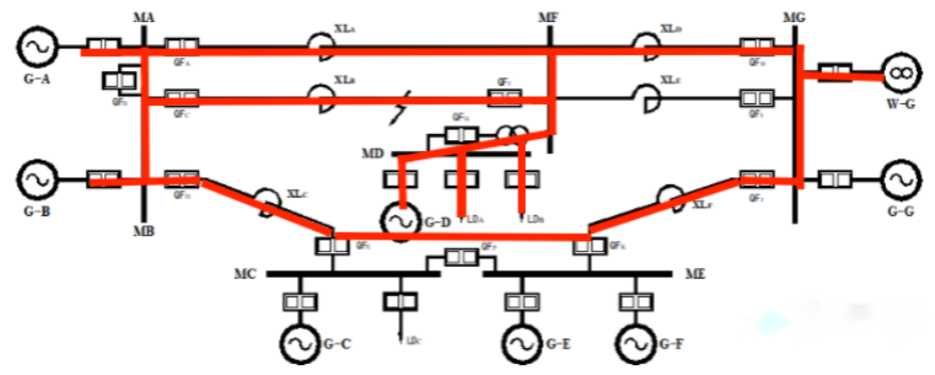 MA MF MG
XLA XLD
QFA QFH
G-A W-G
XLB XLE
QFB QFC QFF QFI
QFG
MD
XLC QFD G-B G-D LDA LDB XLF QFJ G-G
MB
QFE QFP QFK
MC ME
G-C LDC G-E G-F